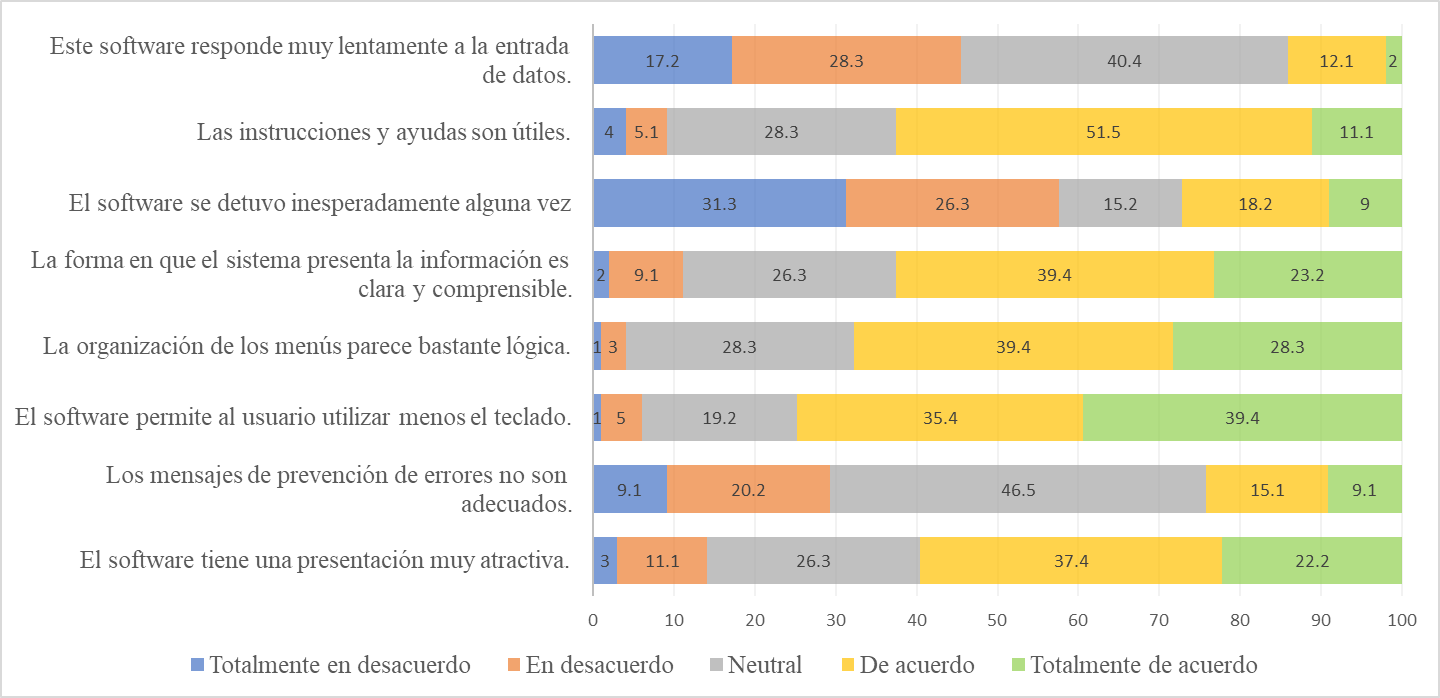 Este software responde muy lentamente a la entrada
de datos.
17.2 28.3 40.4 12.1 2
Las instrucciones y ayudas son útiles.
4 5.1 28.3 51.5 11.1
El software se detuvo inesperadamente alguna vez
31.3 26.3 15.2 18.2 9
La forma en que el sistema presenta la información es
clara y comprensible.
2 9.1 26.3 39.4 23.2
La organización de los menús parece bastante lógica.
1 3 28.3 39.4 28.3
El software permite al usuario utilizar menos el teclado.
1 5 19.2 35.4 39.4
Los mensajes de prevención de errores no son
adecuados.
9.1 20.2 46.5 15.1 9.1
El software tiene una presentación muy atractiva.
3 11.1 26.3 37.4 22.2
0 10 20 30 40 50 60 70 80 90 100
Totalmente en desacuerdo En desacuerdo Neutral De acuerdo Totalmente de acuerdo